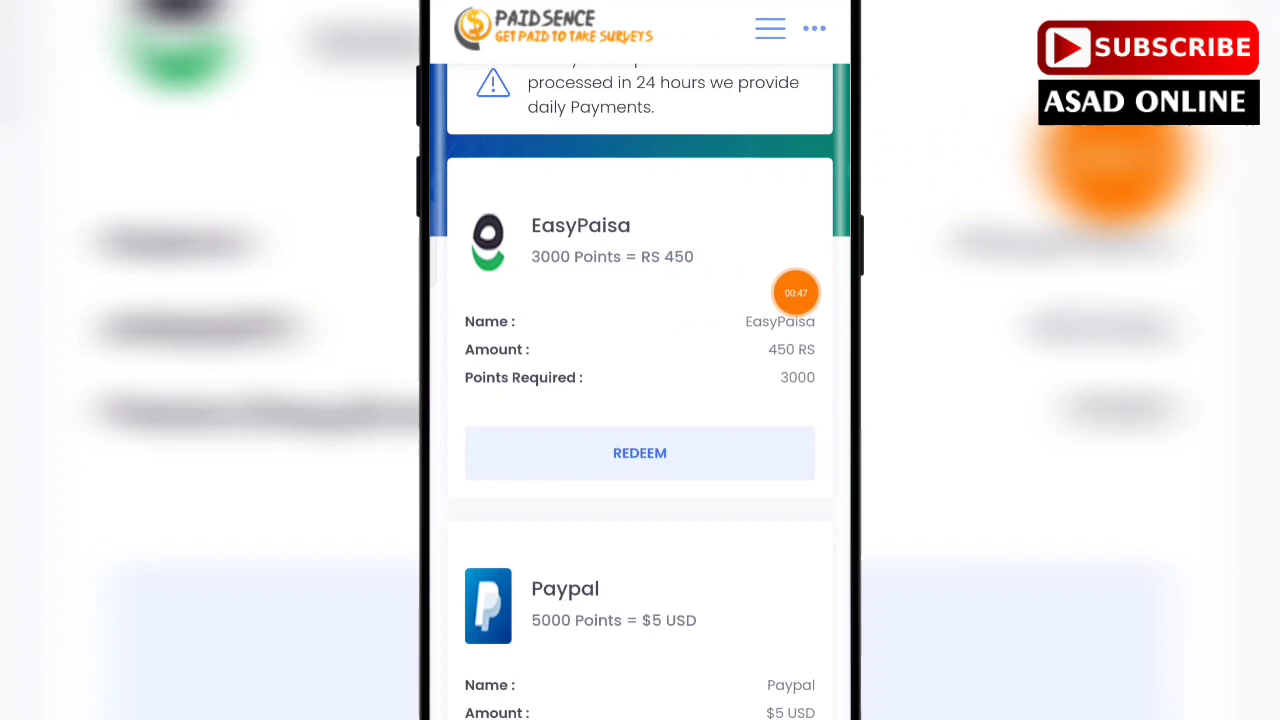 PAIDSENCE
GET PAID TO TAKE SURVEYS
SUBSCRIBE
ASAD ONLINE
processed in 24 hours we provide
daily Payments.
EasyPaisa
3000 Points = RS 450
00:47
Name : EasyPaisa
Amount : 450 RS
Points Required : 3000
REDEEM
Paypal
5000 Points = $5 USD
Name : Paypal
Amount : $5 USD